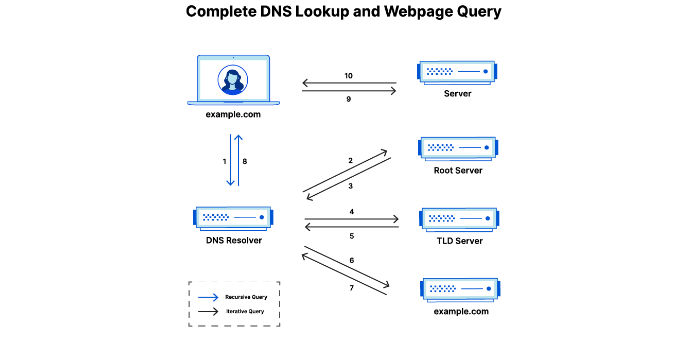 Complete DNS Lookup and Webpage Query
10
9
example.com
Server
1
8
2
3
Root Server
4
5
DNS Resolver
TLD Server
6
7
example.com
Recursive Query
Iterative Query